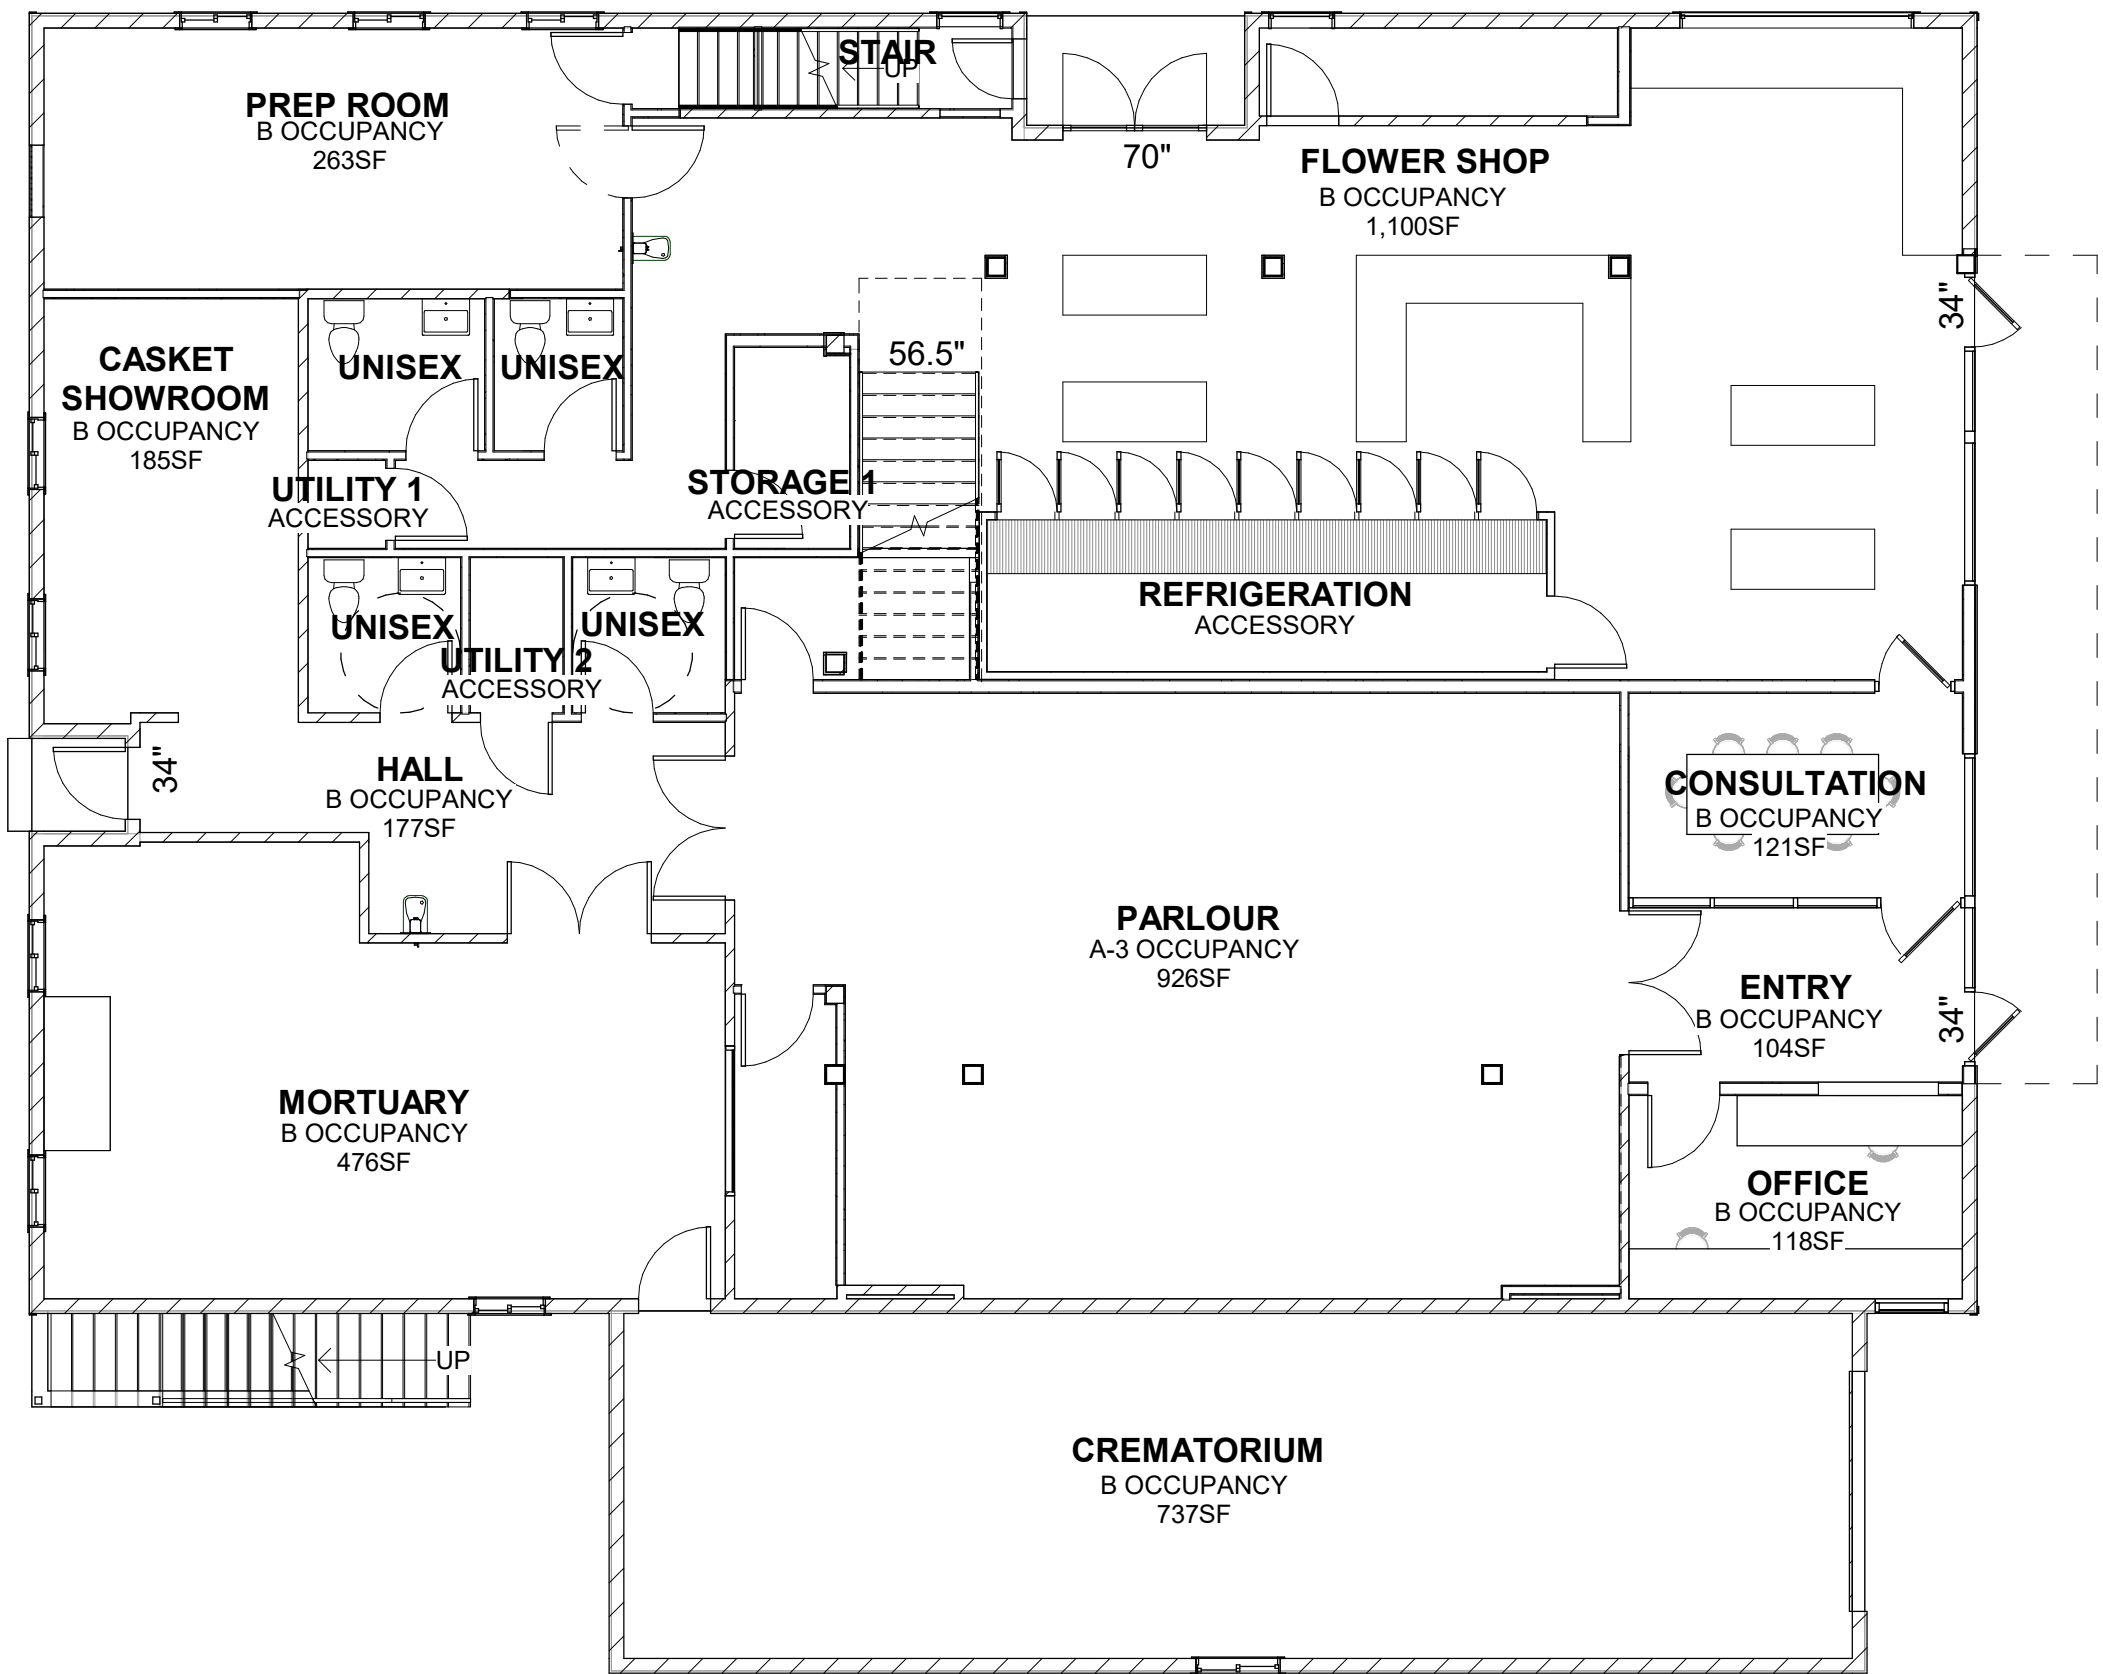 STAIR
UP
PREP ROOM
B OCCUPANCY
263SF
70"
FLOWER SHOP
B OCCUPANCY
1,100SF
34"
56.5"
CASKET
SHOWROOM
B OCCUPANCY
185SF
UNISEX
UNISEX
UTILITY 1
ACCESSORY
STORAGE 1
ACCESSORY
REFRIGERATION
ACCESSORY
UNISEX
UNISEX
UTILITY 2
ACCESSORY
34"
HALL
B OCCUPANCY
177SF
CONSULTATION
B OCCUPANCY
121SF
PARLOUR
A-3 OCCUPANCY
926SF
ENTRY
B OCCUPANCY
104SF
34"
MORTUARY
B OCCUPANCY
476SF
OFFICE
B OCCUPANCY
118SF
UP
CREMATORIUM
B OCCUPANCY
737SF